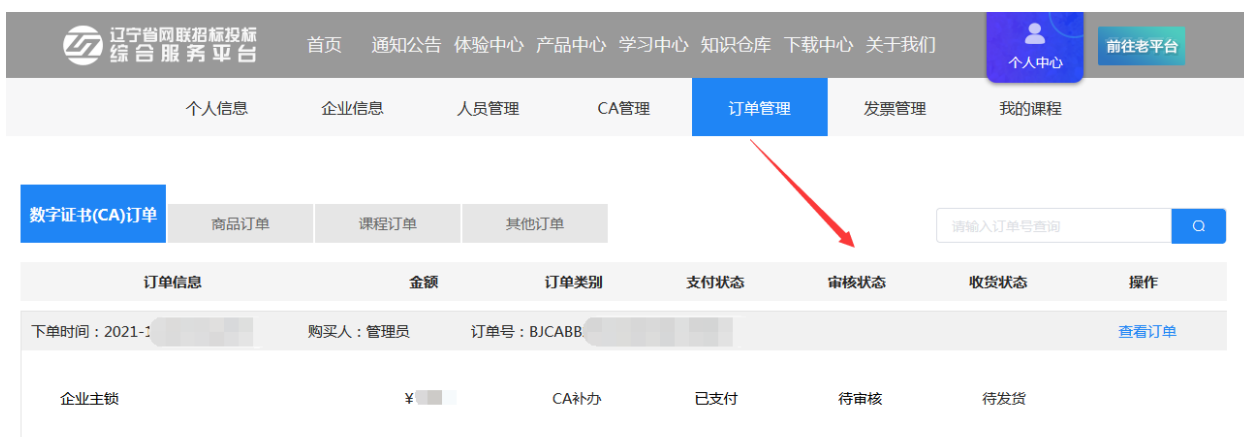 辽宁省网联招标投标
综合服务平台
首页 通知公告 体验中心 产品中心 学习中心 知识仓库 下载中心 关于我们
个人中心
前往老平台
个人信息 企业信息 人员管理 CA管理 订单管理 发票管理 我的课程
数字证书(CA)订单 商品订单 课程订单 其他订单
请输入订单号查询
订单信息 金额 订单类别 支付状态 审核状态 收货状态 操作
下单时间：2021-1 购买人：管理员 订单号：BJCABB 查看订单
企业主锁 ¥ CA补办 已支付 待审核 待发货